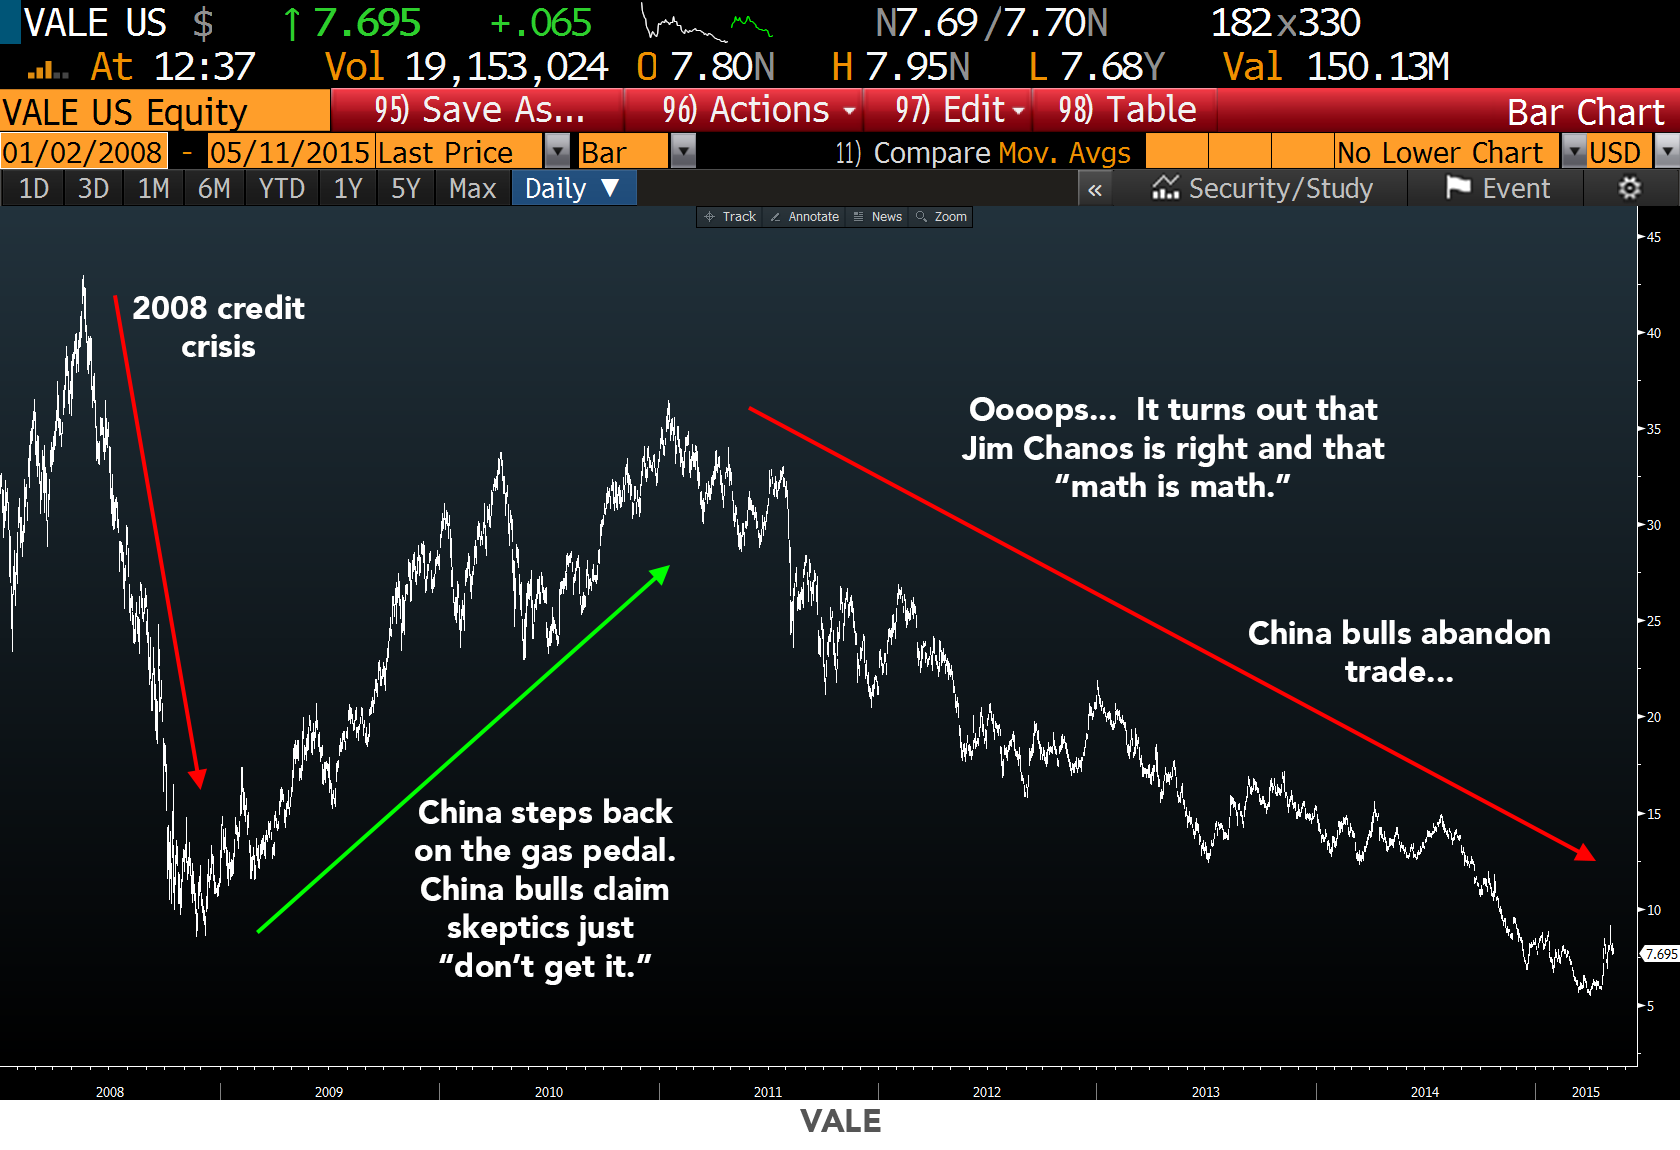 VALE US $ ↑ 7.695 +.065 N7.69/7.70N 182x330
At 12:37 Vol 19,153,024 O 7.80N H 7.95N L 7.68Y Val 150.13M
VALE US Equity 95) Save As... 96) Actions 97) Edit 98) Table Bar Chart
01/02/2008 - 05/11/2015 Last Price Bar 11) Compare Mov. Avgs No Lower Chart USD
1D 3D 1M 6M YTD 1Y 5Y Max Daily ▼ « Security/Study Event
Track Annotate News Zoom
45
2008 credit
crisis
40
Oooops... It turns out that
Jim Chanos is right and that
“math is math.”
35
30
25
China bulls abandon
trade...
20
China steps back
on the gas pedal.
China bulls claim
skeptics just
“don’t get it.”
15
10
7.695
5
2008 2009 2010 2011 2012 2013 2014 2015
VALE